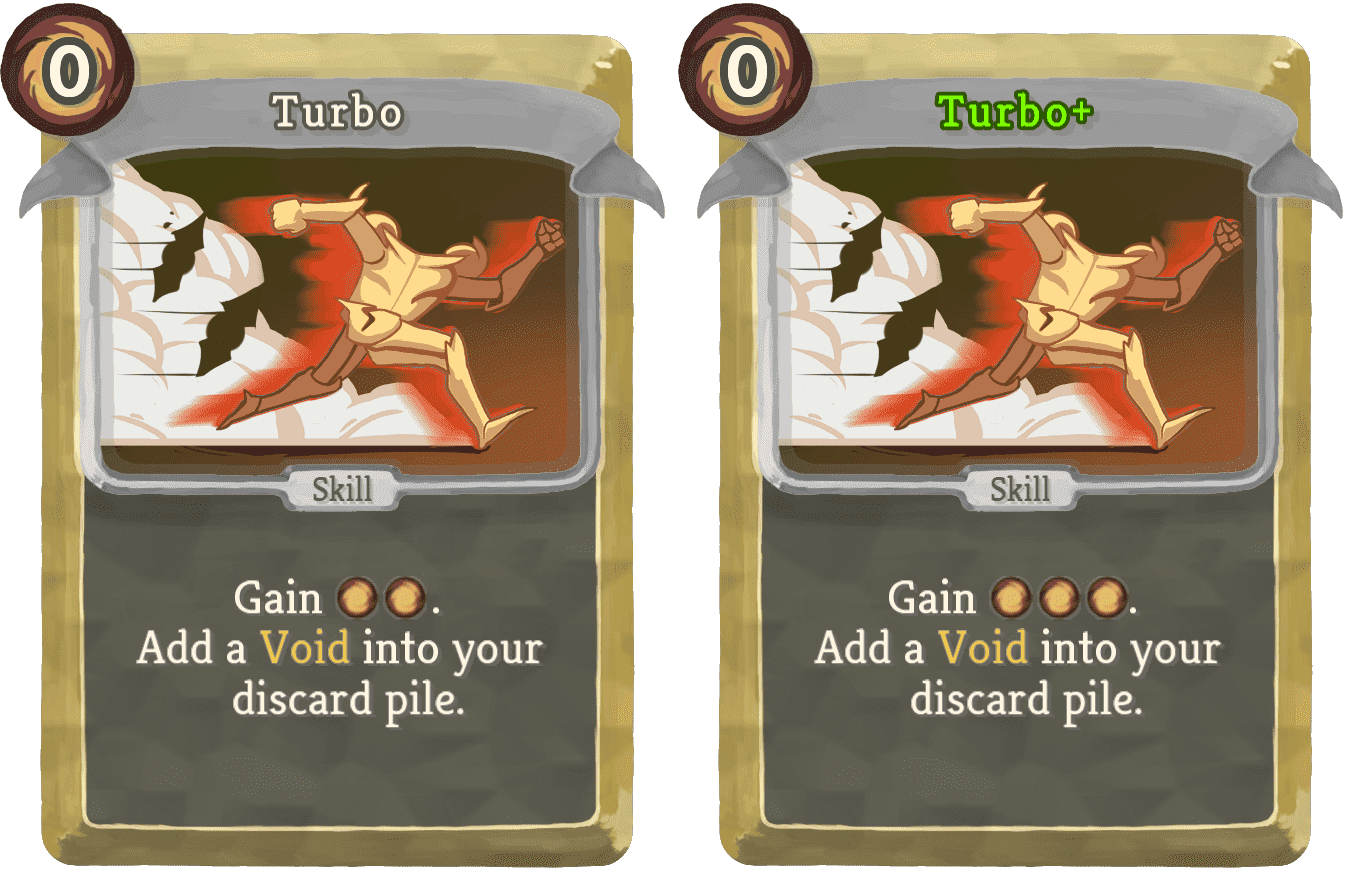 0
Turbo
Skill
Gain .
Add a Void into your
discard pile.
0
Turbo+
Skill
Gain .
Add a Void into your
discard pile.